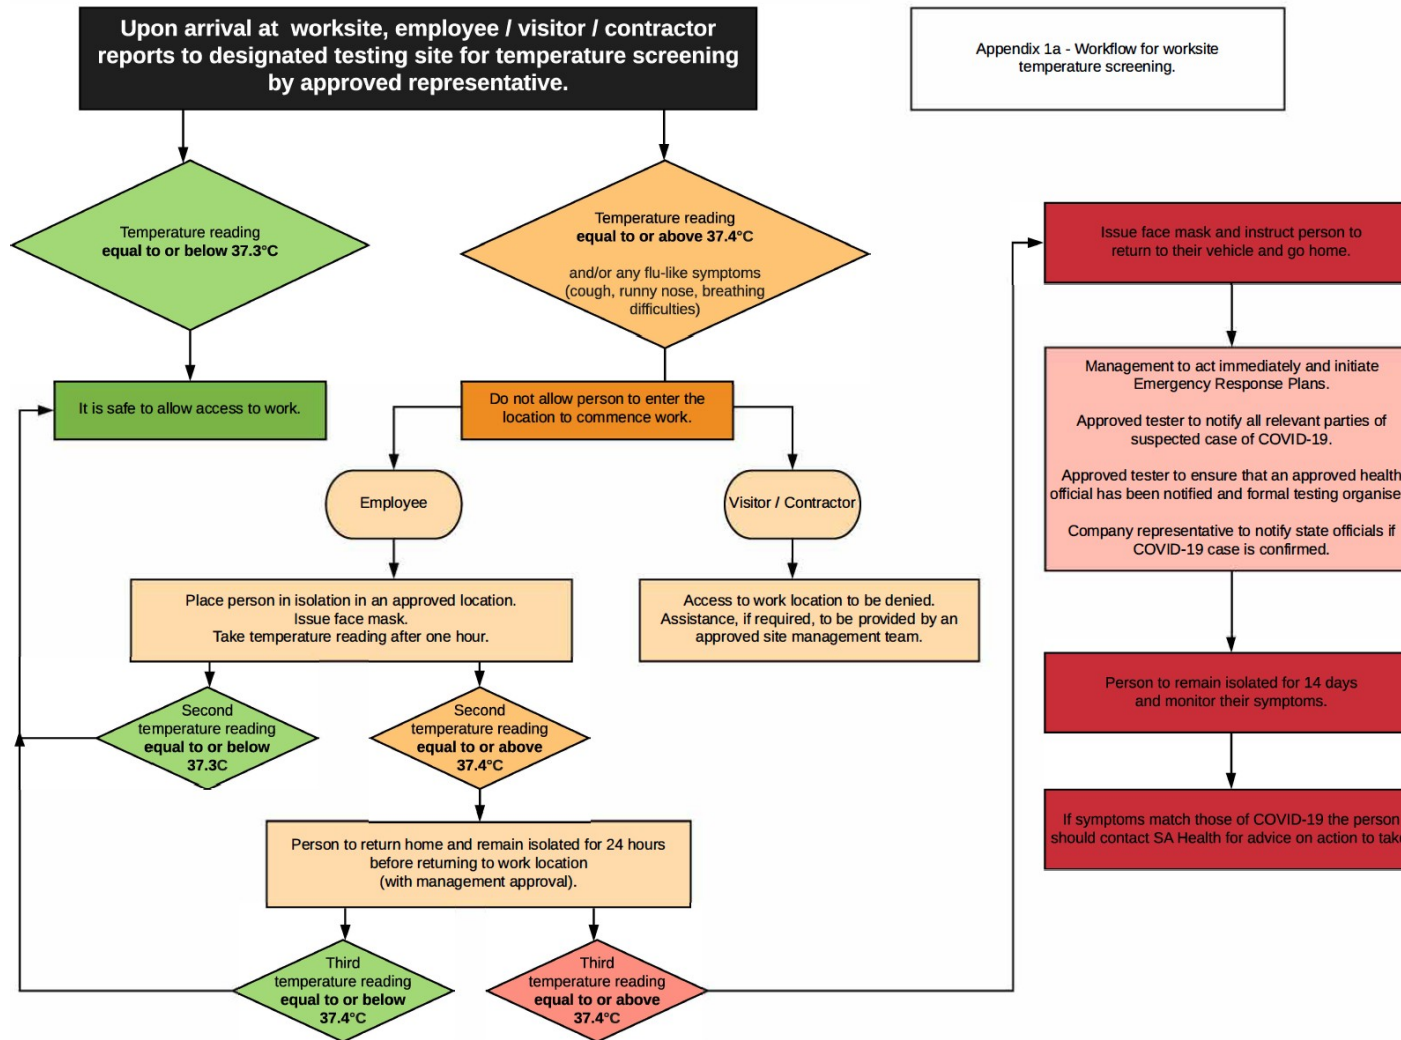 Upon arrival at worksite, employee / visitor / contractor
reports to designated testing site for temperature screening
by approved representative.
Appendix 1a - Workflow for worksite
temperature screening.
Temperature reading
equal to or below 37.3°C
Temperature reading
equal to or above 37.4°C
and/or any flu-like symptoms
(cough, runny nose, breathing
difficulties)
It is safe to allow access to work.
Do not allow person to enter the
location to commence work.
Employee
Visitor / Contractor
Place person in isolation in an approved location.
Issue face mask.
Take temperature reading after one hour.
Access to work location to be denied.
Assistance, if required, to be provided by an
approved site management team.
Second
temperature reading
equal to or below
37.3C
Second
temperature reading
equal to or above
37.4°C
Person to return home and remain isolated for 24 hours
before returning to work location
(with management approval).
Third
temperature reading
equal to or below
37.4°C
Third
temperature reading
equal to or above
37.4°C
Issue face mask and instruct person to
return to their vehicle and go home.
Management to act immediately and initiate
Emergency Response Plans.
Approved tester to notify all relevant parties of
suspected case of COVID-19.
Approved tester to ensure that an approved health
official has been notified and formal testing organise
Company representative to notify state officials if
COVID-19 case is confirmed.
Person to remain isolated for 14 days
and monitor their symptoms.
If symptoms match those of COVID-19 the person
should contact SA Health for advice on action to take